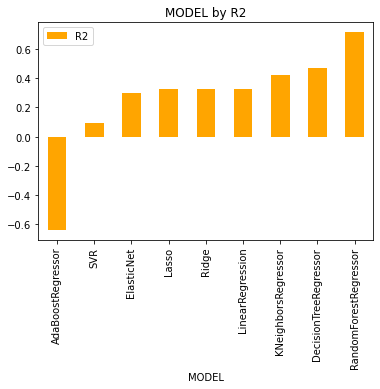 MODEL by R2
R2
0.6
0.4
0.2
0.0
−0.2
−0.4
−0.6
AdaBoostRegressor
SVR
ElasticNet
Lasso
Ridge
LinearRegression
KNeighborsRegressor
DecisionTreeRegressor
RandomForestRegressor
MODEL